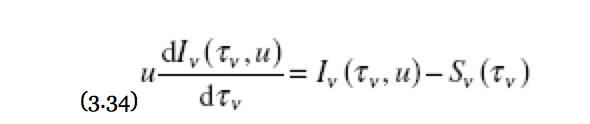 (3.34) u dI_ν(τ_ν, u)/dτ_ν = I_ν(τ_ν, u) − S_ν(τ_ν)